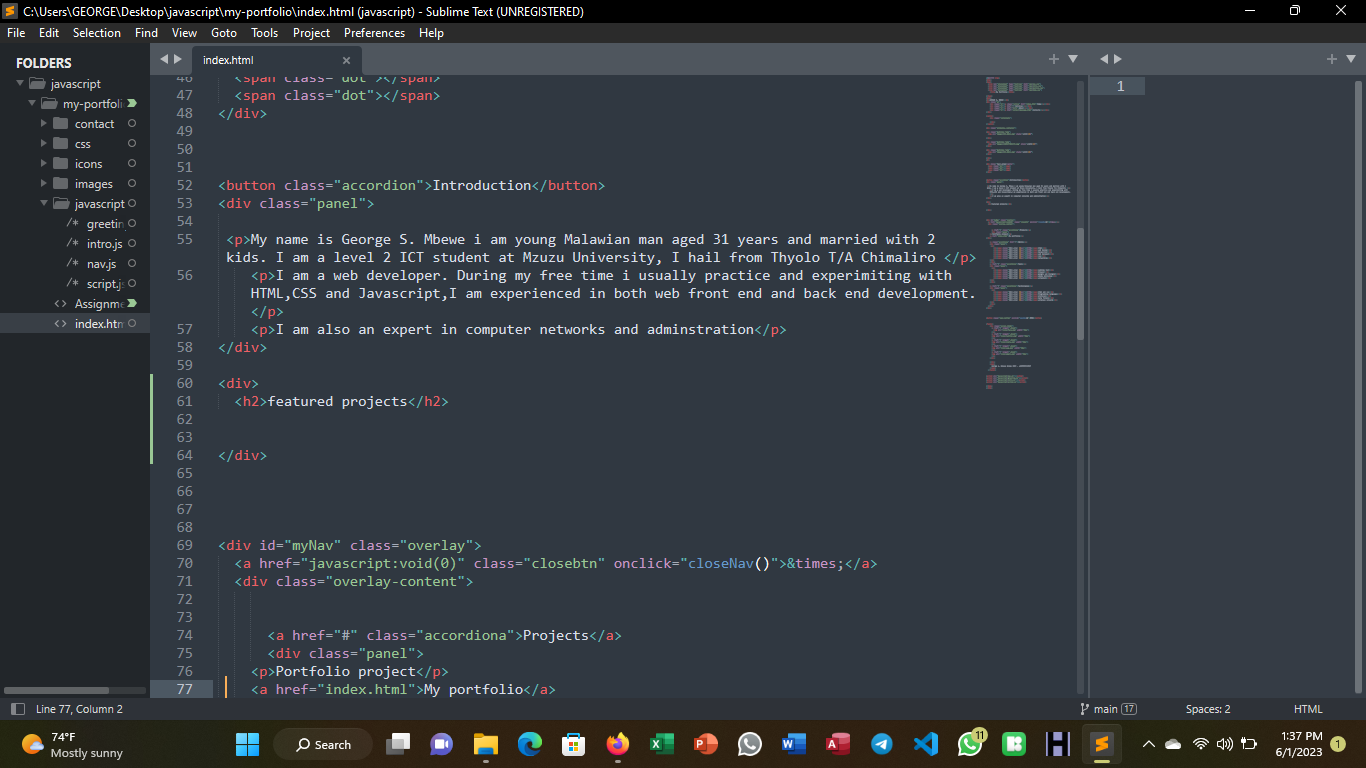 C:\Users\GEORGE\Desktop\javascript\my-portfolio\index.html (javascript) - Sublime Text (UNREGISTERED)
File Edit Selection Find View Goto Tools Project Preferences Help
FOLDERS
javascript
my-portfoli
contact
css
icons
images
javascript
/* greetin
/* intro.js
/* nav.js
/* script.js
<> Assignme
<> index.htm
index.html
46 <span class="dot"></span>
47 <span class="dot"></span>
48 </div>
49
50
51
52 <button class="accordion">Introduction</button>
53 <div class="panel">
54
55 <p>My name is George S. Mbewe i am young Malawian man aged 31 years and married with 2
kids. I am a level 2 ICT student at Mzuzu University, I hail from Thyolo T/A Chimaliro </p>
56 <p>I am a web developer. During my free time i usually practice and experimiting with
HTML,CSS and Javascript,I am experienced in both web front end and back end development.
</p>
57 <p>I am also an expert in computer networks and adminstration</p>
58 </div>
59
60 <div>
61 <h2>featured projects</h2>
62
63
64 </div>
65
66
67
68
69 <div id="myNav" class="overlay">
70 <a href="javascript:void(0)" class="closebtn" onclick="closeNav()">&times;</a>
71 <div class="overlay-content">
72
73
74 <a href="#" class="accordiona">Projects</a>
75 <div class="panel">
76 <p>Portfolio project</p>
77 <a href="index.html">My portfolio</a>
1
Line 77, Column 2
main 17
Spaces: 2
HTML
74°F
Mostly sunny
Search
11
1:37 PM
6/1/2023
1